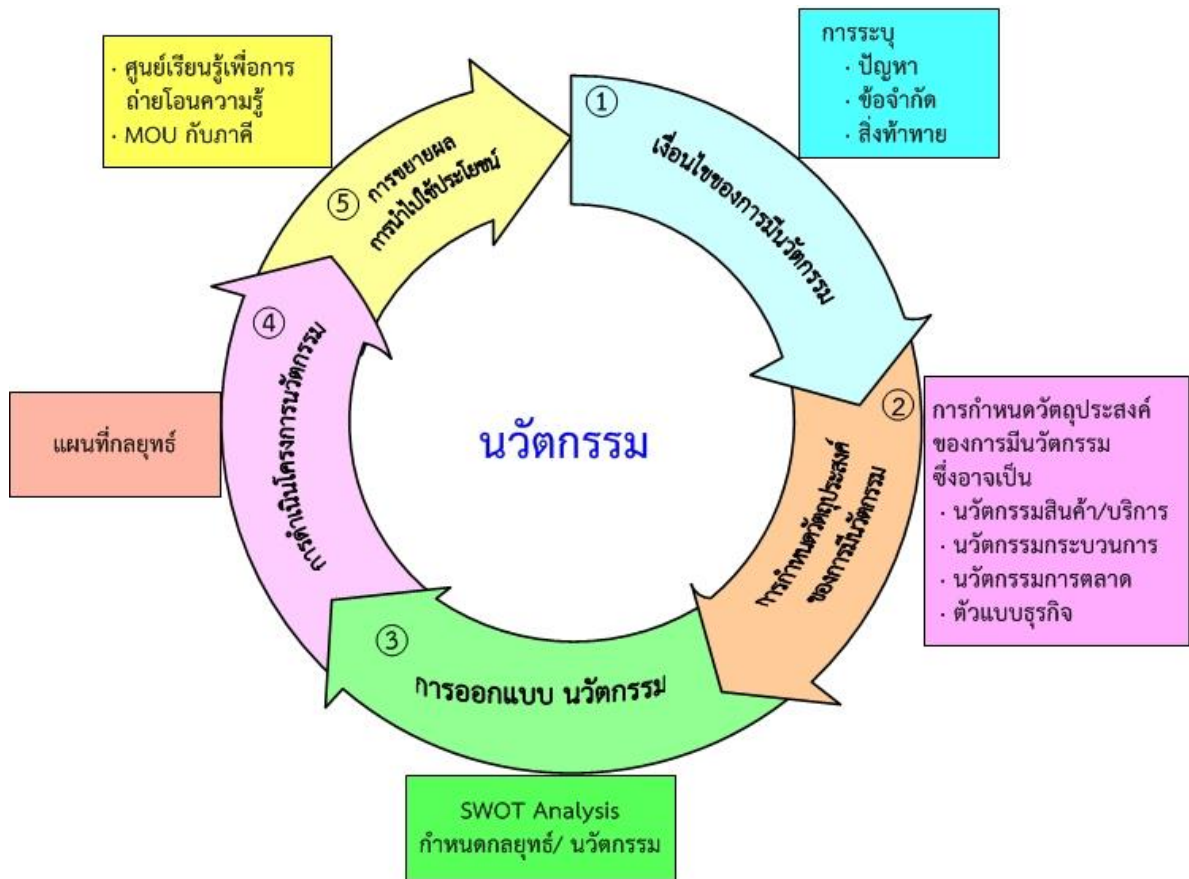 ①
เงื่อนไขของการมีนวัตกรรม
การระบุ
· ปัญหา
· ข้อจำกัด
· สิ่งท้าทาย
②
การกำหนดวัตถุประสงค์
ของการมีนวัตกรรม
การกำหนดวัตถุประสงค์
ของการมีนวัตกรรม
ซึ่งอาจเป็น
· นวัตกรรมสินค้า/บริการ
· นวัตกรรมกระบวนการ
· นวัตกรรมการตลาด
· ตัวแบบธุรกิจ
③
การออกแบบ นวัตกรรม
SWOT Analysis
กำหนดกลยุทธ์/ นวัตกรรม
④
การดำเนินโครงการนวัตกรรม
แผนที่กลยุทธ์
⑤
การขยายผล
การนำไปใช้ประโยชน์
· ศูนย์เรียนรู้เพื่อการ
ถ่ายโอนความรู้
· MOU กับภาคี
นวัตกรรม